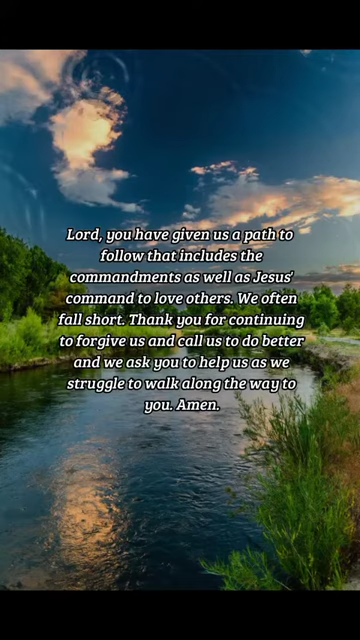 Lord, you have given us a path to
follow that includes the
commandments as well as Jesus'
command to love others. We often
fall short. Thank you for continuing
to forgive us and call us to do better
and we ask you to help us as we
struggle to walk along the way to
you. Amen.